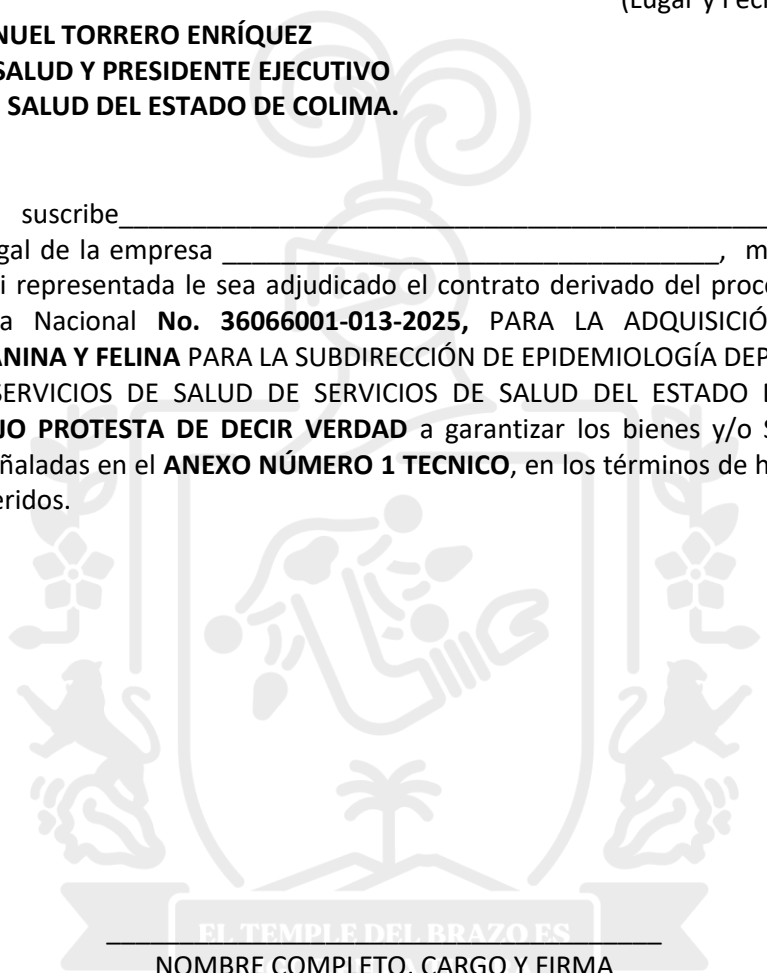 (Lugar y Fech
NUEL TORRERO ENRÍQUEZ
SALUD Y PRESIDENTE EJECUTIVO
SALUD DEL ESTADO DE COLIMA.
suscribe____________________________________________
gal de la empresa __________________________________, m
i representada le sea adjudicado el contrato derivado del proc
a Nacional No. 36066001-013-2025, PARA LA ADQUISICIÓ
ANINA Y FELINA PARA LA SUBDIRECCIÓN DE EPIDEMIOLOGÍA DEP
SERVICIOS DE SALUD DE SERVICIOS DE SALUD DEL ESTADO
JO PROTESTA DE DECIR VERDAD a garantizar los bienes y/o S
ñaladas en el ANEXO NÚMERO 1 TECNICO, en los términos de h
eridos.
EL TEMPLE DEL BRAZO ES
______________________________________
NOMBRE COMPLETO, CARGO Y FIRMA